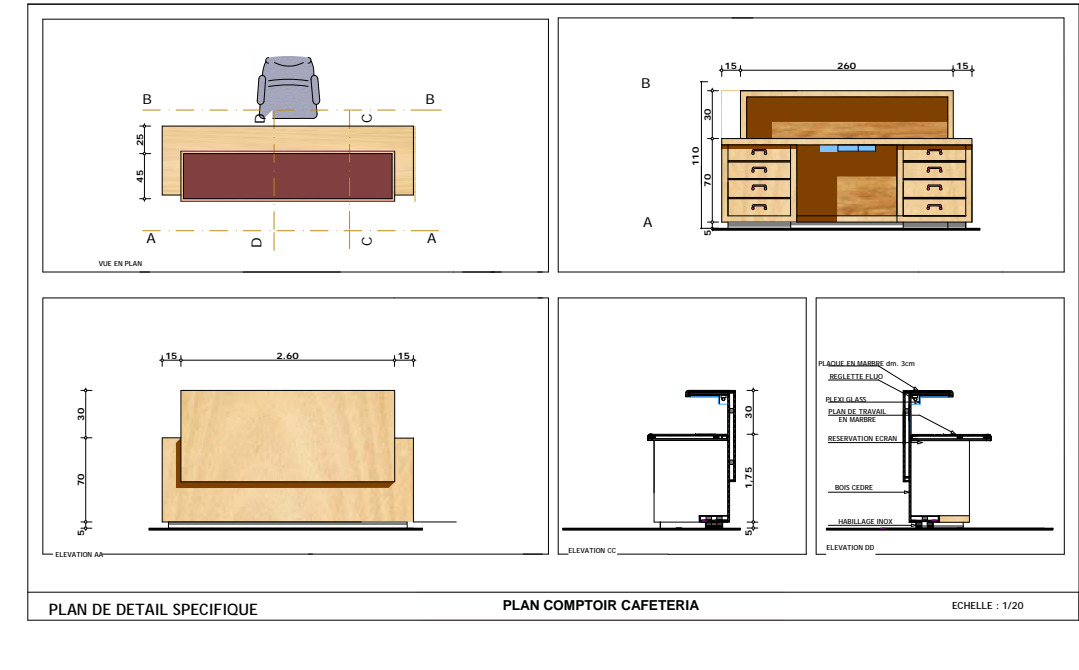 B
B
D
C
25
45
A
A
D
C
VUE EN PLAN
15
260
15
B
30
110
70
A
5
15
2.60
15
30
70
5
ELEVATION AA
30
1,75
5
ELEVATION CC
PLAQUE EN MARBRE dm. 3cm
REGLETTE FLUO
PLEXI GLASS
PLAN DE TRAVAIL
EN MARBRE
RESERVATION ECRAN
BOIS CEDRE
HABILLAGE INOX
ELEVATION DD
PLAN DE DETAIL SPECIFIQUE
PLAN COMPTOIR CAFETERIA
ECHELLE : 1/20